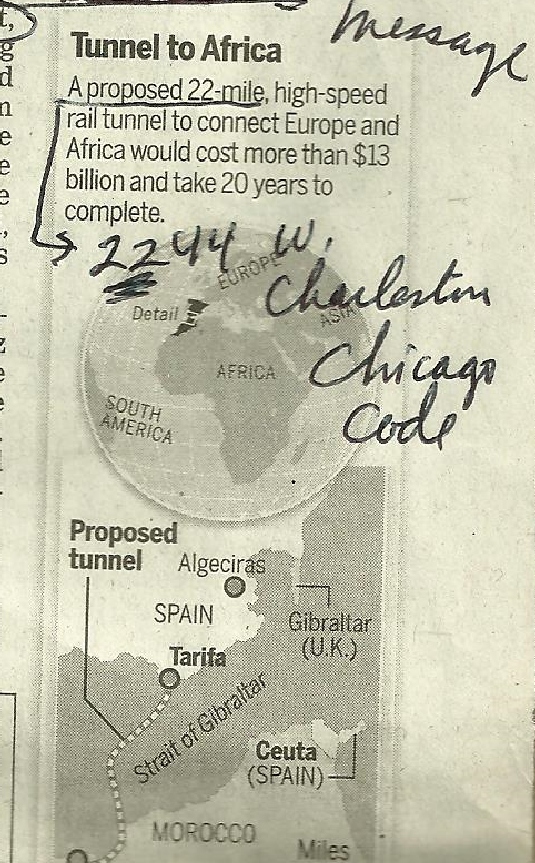 message
Tunnel to Africa
A proposed 22-mile, high-speed
rail tunnel to connect Europe and
Africa would cost more than $13
billion and take 20 years to
complete.
2244 W.
Charleston
Chicago
Code
EUROPE
ASIA
Detail
AFRICA
SOUTH
AMERICA
Proposed
tunnel
Algeciras
SPAIN
Gibraltar
(U.K.)
Tarifa
Strait of Gibraltar
Ceuta
(SPAIN)
MOROCCO
Miles